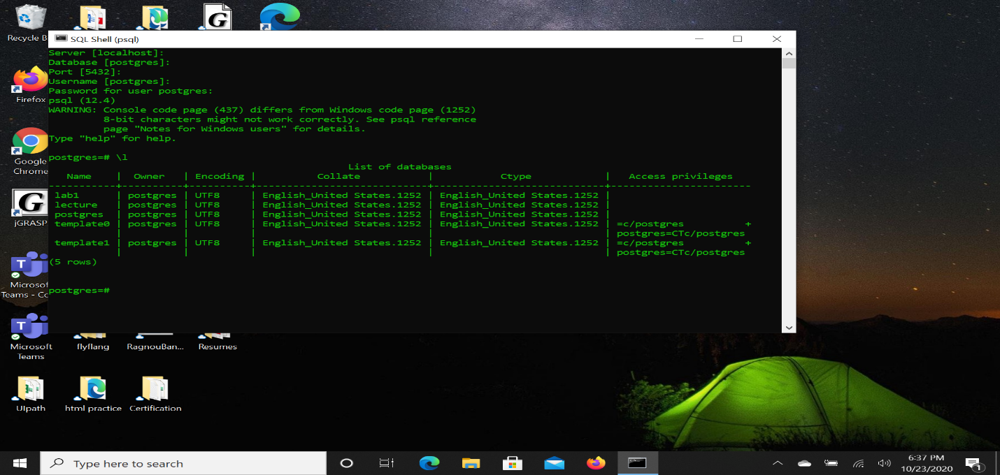 Recycle B
SQL Shell (psql)
Server [localhost]:
Database [postgres]:
Port [5432]:
Username [postgres]:
Password for user postgres:
psql (12.4)
WARNING: Console code page (437) differs from Windows code page (1252)
         8-bit characters might not work correctly. See psql reference
         page "Notes for Windows users" for details.
Type "help" for help.
postgres=# \l
List of databases
Name | Owner | Encoding | Collate | Ctype | Access privileges
-----------+----------+----------+----------------------------+----------------------------+-----------------------
lab1 | postgres | UTF8 | English_United States.1252 | English_United States.1252 |
lecture | postgres | UTF8 | English_United States.1252 | English_United States.1252 |
postgres | postgres | UTF8 | English_United States.1252 | English_United States.1252 |
template0 | postgres | UTF8 | English_United States.1252 | English_United States.1252 | =c/postgres +
| | | | | postgres=CTc/postgres
template1 | postgres | UTF8 | English_United States.1252 | English_United States.1252 | =c/postgres +
| | | | | postgres=CTc/postgres
(5 rows)
postgres=#
Firefox
Google
Chrome
jGRASP
Microsof
Teams - Co
Microsoft
Teams
flyflang
RagnouBan...
Resumes
UIpath
html practice
Certification
Type here to search
6:37 PM
10/23/2020
1